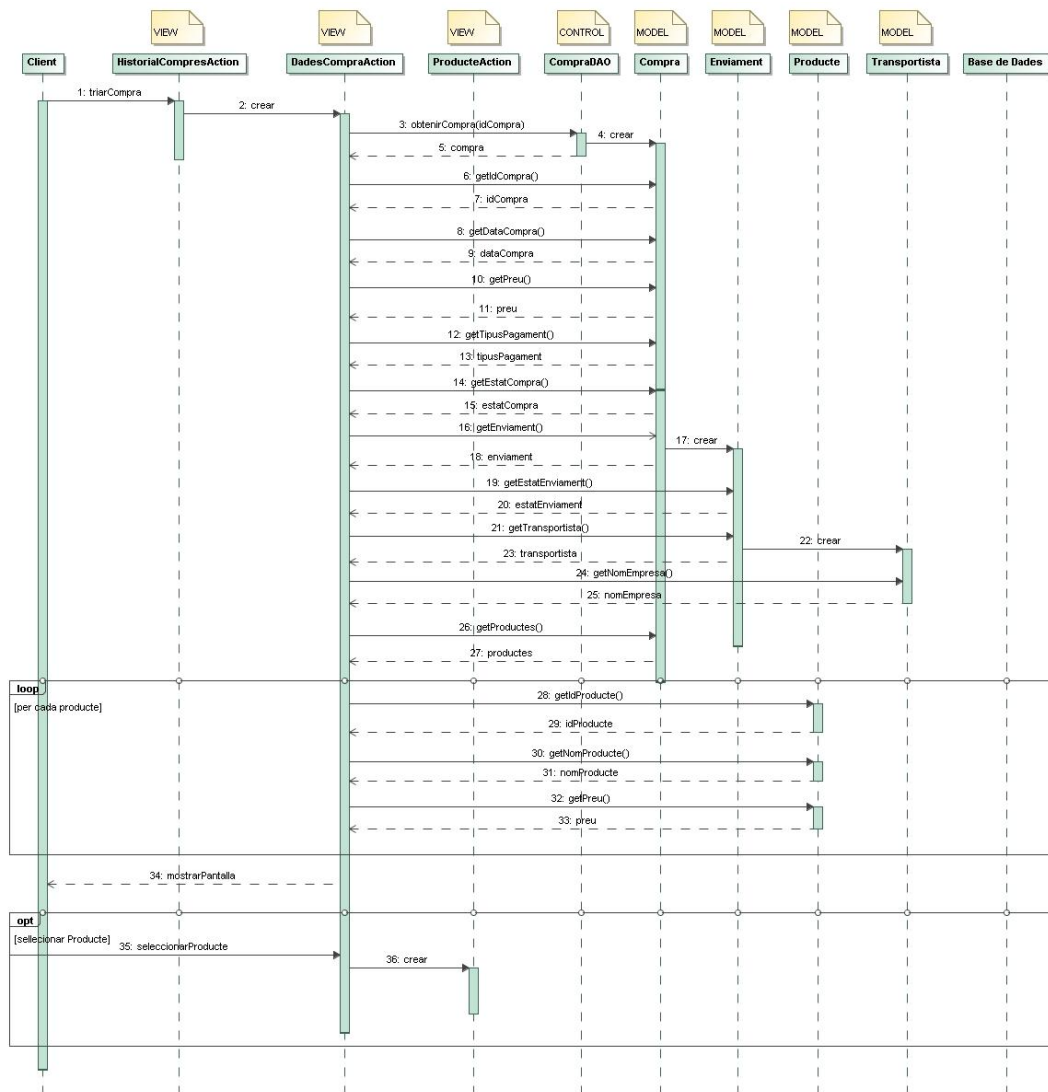 VIEW
VIEW
VIEW
CONTROL
MODEL
MODEL
MODEL
MODEL
Client
HistorialCompresAction
DadesCompraAction
ProducteAction
CompraDAO
Compra
Enviament
Producte
Transportista
Base de Dades
1: triarCompra
2: crear
3: obtenirCompra(idCompra)
4: crear
5: compra
6: getIdCompra()
7: idCompra
8: getDataCompra()
9: dataCompra
10: getPreu()
11: preu
12: getTipusPagament()
13: tipusPagament
14: getEstatCompra()
15: estatCompra
16: getEnviament()
17: crear
18: enviament
19: getEstatEnviament()
20: estatEnviament
21: getTransportista()
22: crear
23: transportista
24: getNomEmpresa()
25: nomEmpresa
26: getProductes()
27: productes
loop
[per cada producte]
28: getIdProducte()
29: idProducte
30: getNomProducte()
31: nomProducte
32: getPreu()
33: preu
34: mostrarPantalla
opt
[sellecionar Producte]
35: seleccionarProducte
36: crear